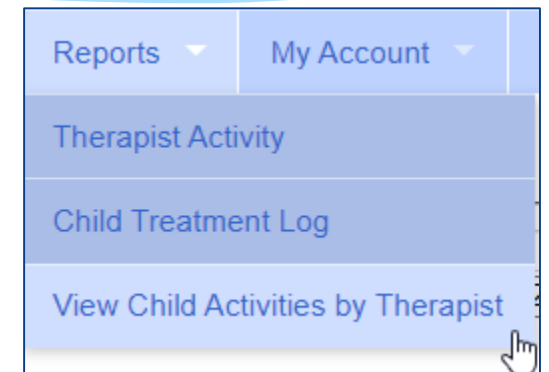 Reports My Account
Therapist Activity
Child Treatment Log
View Child Activities by Therapist